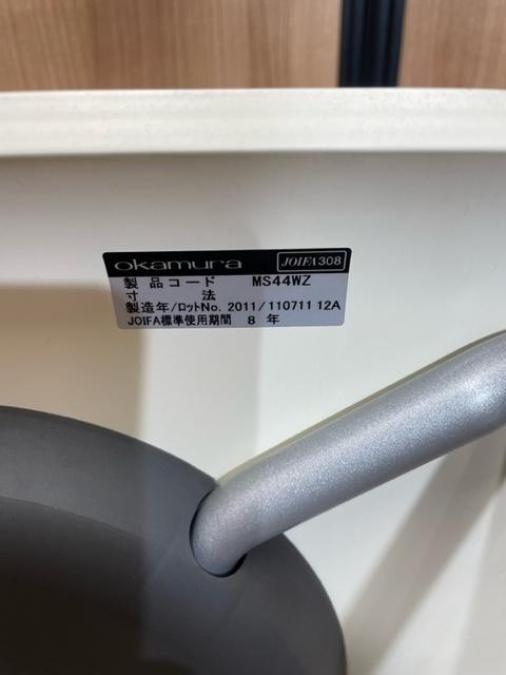 okamura JOIFA308
製品コード MS44WZ
寸法
製造年/ロットNo. 2011/110711 12A
JOIFA標準使用期間 8 年